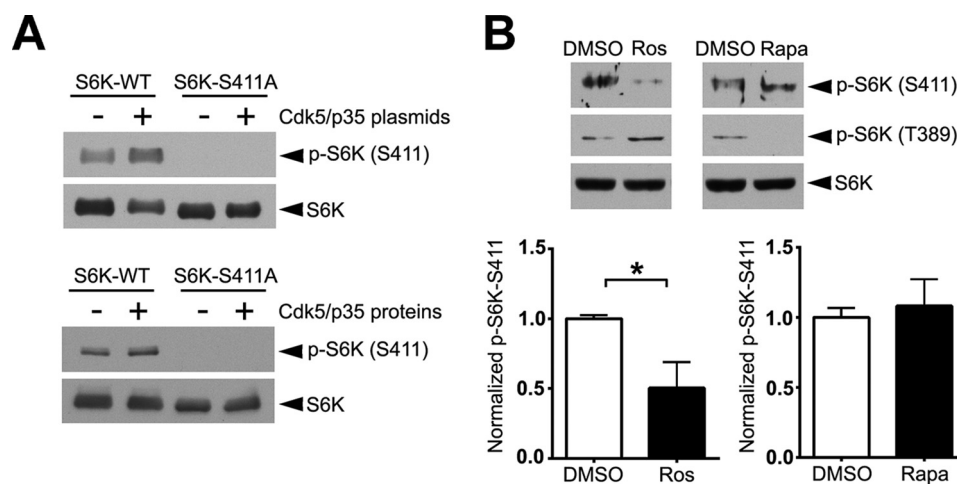 A
S6K-WT S6K-S411A
- + - + Cdk5/p35 plasmids
p-S6K (S411)
S6K
S6K-WT S6K-S411A
- + - + Cdk5/p35 proteins
p-S6K (S411)
S6K
B
DMSO Ros DMSO Rapa
p-S6K (S411)
p-S6K (T389)
S6K
Normalized p-S6K-S411
1.5
1.0
0.5
0.0
*
DMSO Ros
Normalized p-S6K-S411
1.5
1.0
0.5
0.0
DMSO Rapa